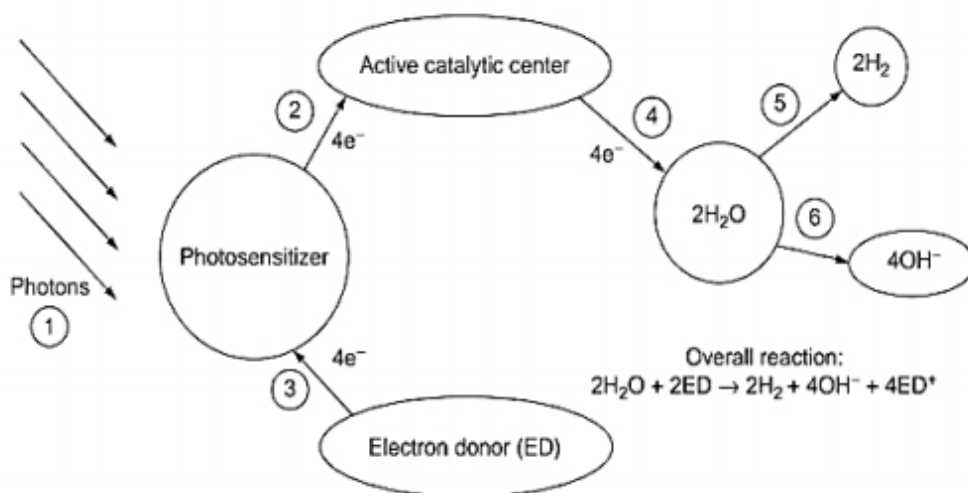 Active catalytic center
2H₂
2
5
4
4e⁻
4e⁻
2H₂O
6
Photosensitizer
4OH⁻
Photons
1
4e⁻
3
Overall reaction:
2H₂O + 2ED → 2H₂ + 4OH⁻ + 4ED⁺
Electron donor (ED)